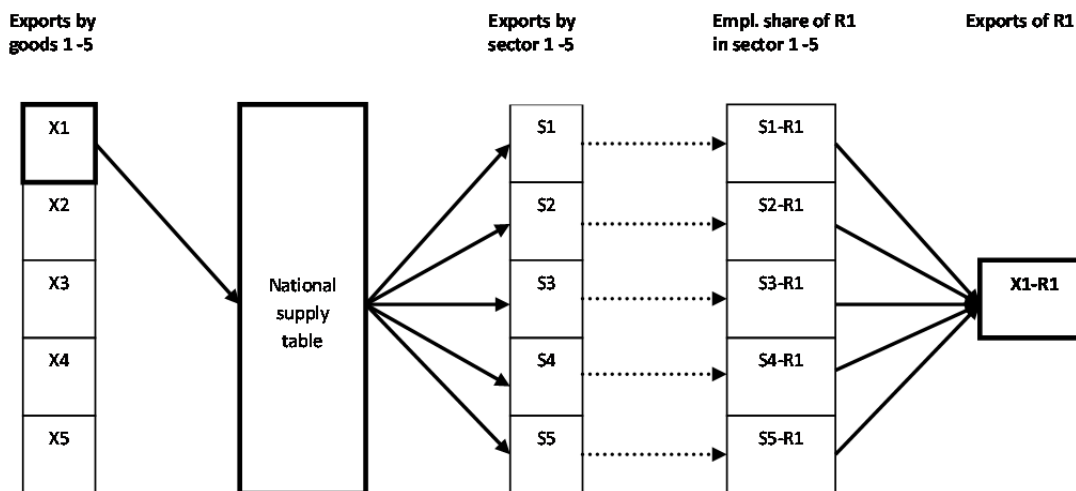 Exports by
goods 1 -5
Exports by
sector 1 -5
Empl. share of R1
in sector 1 -5
Exports of R1
X1
S1
S1-R1
X2
S2
S2-R1
X3
National
supply
table
S3
S3-R1
X1-R1
X4
S4
S4-R1
X5
S5
S5-R1